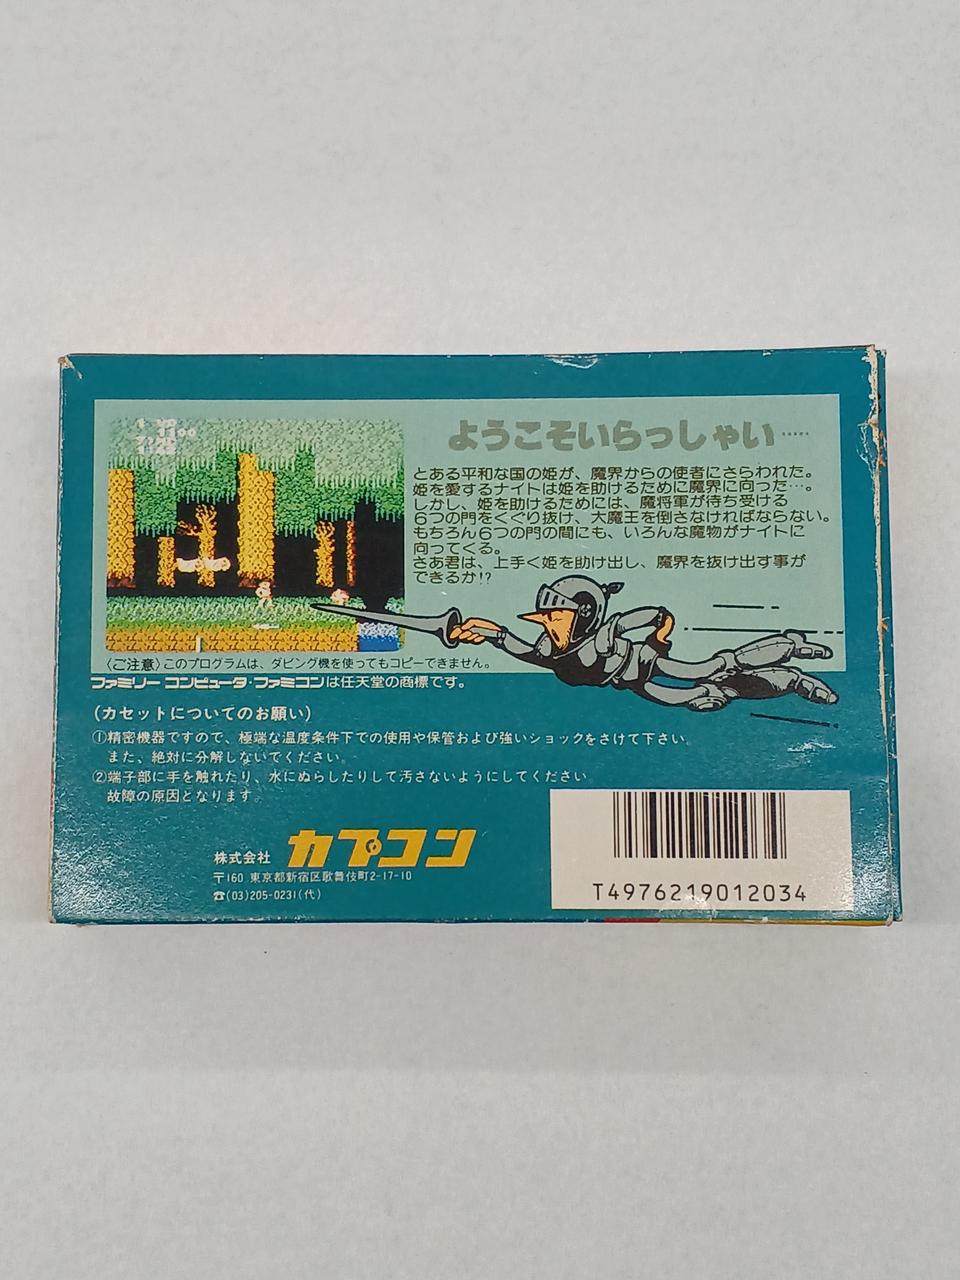 ようこそいらっしゃい……
とある平和な国の姫が、魔界からの使者にさらわれた。
姫を愛するナイトは姫を助けるために魔界に向った…。
しかし、姫を助けるためには、魔将軍が待ち受ける
6つの門をくぐり抜け、大魔王を倒さなければならない。
もちろん6つの門の間にも、いろんな魔物がナイトに
向ってくる。
さあ君は、上手く姫を助け出し、魔界を抜け出す事が
できるか!?
〈ご注意〉このプログラムは、ダビング機を使ってもコピーできません。
ファミリーコンピュータ・ファミコンは任天堂の商標です。
(カセットについてのお願い)
①精密機器ですので、極端な温度条件下での使用や保管および強いショックをさけて下さい。
また、絶対に分解しないでください。
②端子部に手を触れたり、水にぬらしたりして汚さないようにしてください。
故障の原因となります。
株式会社 カプコン
〒160 東京都新宿区歌舞伎町2-17-10
☎(03)205-0231(代)
T4976219012034